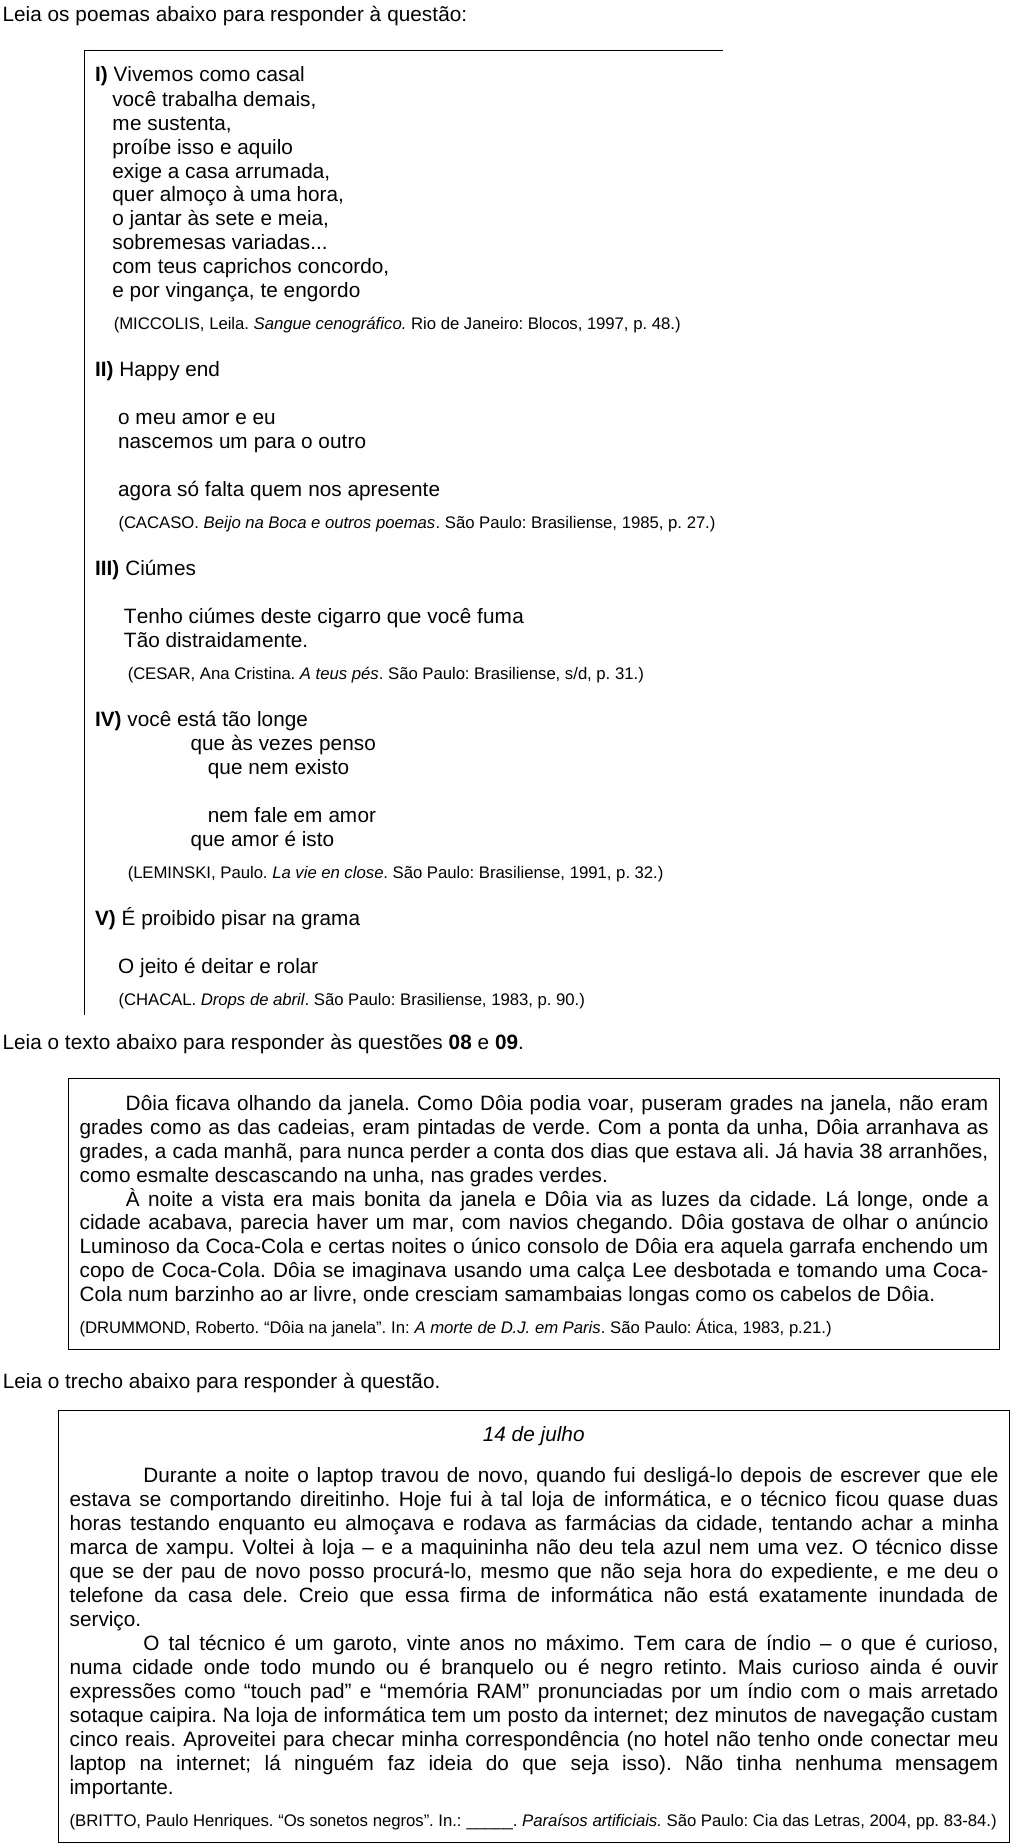 Leia os poemas abaixo para responder à questão:
I) Vivemos como casal
você trabalha demais,
me sustenta,
proíbe isso e aquilo
exige a casa arrumada,
quer almoço à uma hora,
o jantar às sete e meia,
sobremesas variadas...
com teus caprichos concordo,
e por vingança, te engordo
(MICCOLIS, Leila. Sangue cenográfico. Rio de Janeiro: Blocos, 1997, p. 48.)
II) Happy end
o meu amor e eu
nascemos um para o outro
agora só falta quem nos apresente
(CACASO. Beijo na Boca e outros poemas. São Paulo: Brasiliense, 1985, p. 27.)
III) Ciúmes
Tenho ciúmes deste cigarro que você fuma
Tão distraidamente.
(CESAR, Ana Cristina. A teus pés. São Paulo: Brasiliense, s/d, p. 31.)
IV) você está tão longe
que às vezes penso
que nem existo
nem fale em amor
que amor é isto
(LEMINSKI, Paulo. La vie en close. São Paulo: Brasiliense, 1991, p. 32.)
V) É proibido pisar na grama
O jeito é deitar e rolar
(CHACAL. Drops de abril. São Paulo: Brasiliense, 1983, p. 90.)
Leia o texto abaixo para responder às questões 08 e 09.
Dôia ficava olhando da janela. Como Dôia podia voar, puseram grades na janela, não eram
grades como as das cadeias, eram pintadas de verde. Com a ponta da unha, Dôia arranhava as
grades, a cada manhã, para nunca perder a conta dos dias que estava ali. Já havia 38 arranhões,
como esmalte descascando na unha, nas grades verdes.
À noite a vista era mais bonita da janela e Dôia via as luzes da cidade. Lá longe, onde a
cidade acabava, parecia haver um mar, com navios chegando. Dôia gostava de olhar o anúncio
Luminoso da Coca-Cola e certas noites o único consolo de Dôia era aquela garrafa enchendo um
copo de Coca-Cola. Dôia se imaginava usando uma calça Lee desbotada e tomando uma Coca-
Cola num barzinho ao ar livre, onde cresciam samambaias longas como os cabelos de Dôia.
(DRUMMOND, Roberto. “Dôia na janela”. In: A morte de D.J. em Paris. São Paulo: Ática, 1983, p.21.)
Leia o trecho abaixo para responder à questão.
14 de julho
Durante a noite o laptop travou de novo, quando fui desligá-lo depois de escrever que ele
estava se comportando direitinho. Hoje fui à tal loja de informática, e o técnico ficou quase duas
horas testando enquanto eu almoçava e rodava as farmácias da cidade, tentando achar a minha
marca de xampu. Voltei à loja – e a maquininha não deu tela azul nem uma vez. O técnico disse
que se der pau de novo posso procurá-lo, mesmo que não seja hora do expediente, e me deu o
telefone da casa dele. Creio que essa firma de informática não está exatamente inundada de
serviço.
O tal técnico é um garoto, vinte anos no máximo. Tem cara de índio – o que é curioso,
numa cidade onde todo mundo ou é branquelo ou é negro retinto. Mais curioso ainda é ouvir
expressões como “touch pad” e “memória RAM” pronunciadas por um índio com o mais arretado
sotaque caipira. Na loja de informática tem um posto da internet; dez minutos de navegação custam
cinco reais. Aproveitei para checar minha correspondência (no hotel não tenho onde conectar meu
laptop na internet; lá ninguém faz ideia do que seja isso). Não tinha nenhuma mensagem
importante.
(BRITTO, Paulo Henriques. “Os sonetos negros”. In.: _____. Paraísos artificiais. São Paulo: Cia das Letras, 2004, pp. 83-84.)